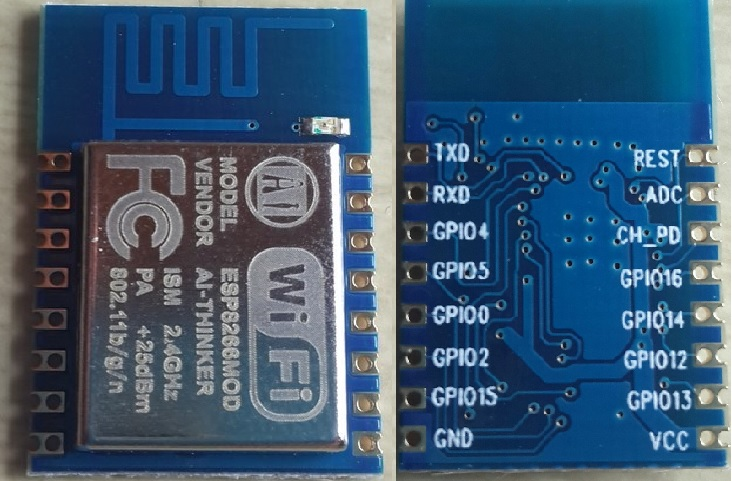 FC
Ai
WiFi
MODEL ESP8266MOD
VENDOR AI-THINKER
ISM 2.4GHz
PA +25dBm
802.11b/g/n
TXD
RXD
GPIO4
GPIO5
GPIO0
GPIO2
GPIO15
GND
REST
ADC
CH_PD
GPIO16
GPIO14
GPIO12
GPIO13
VCC